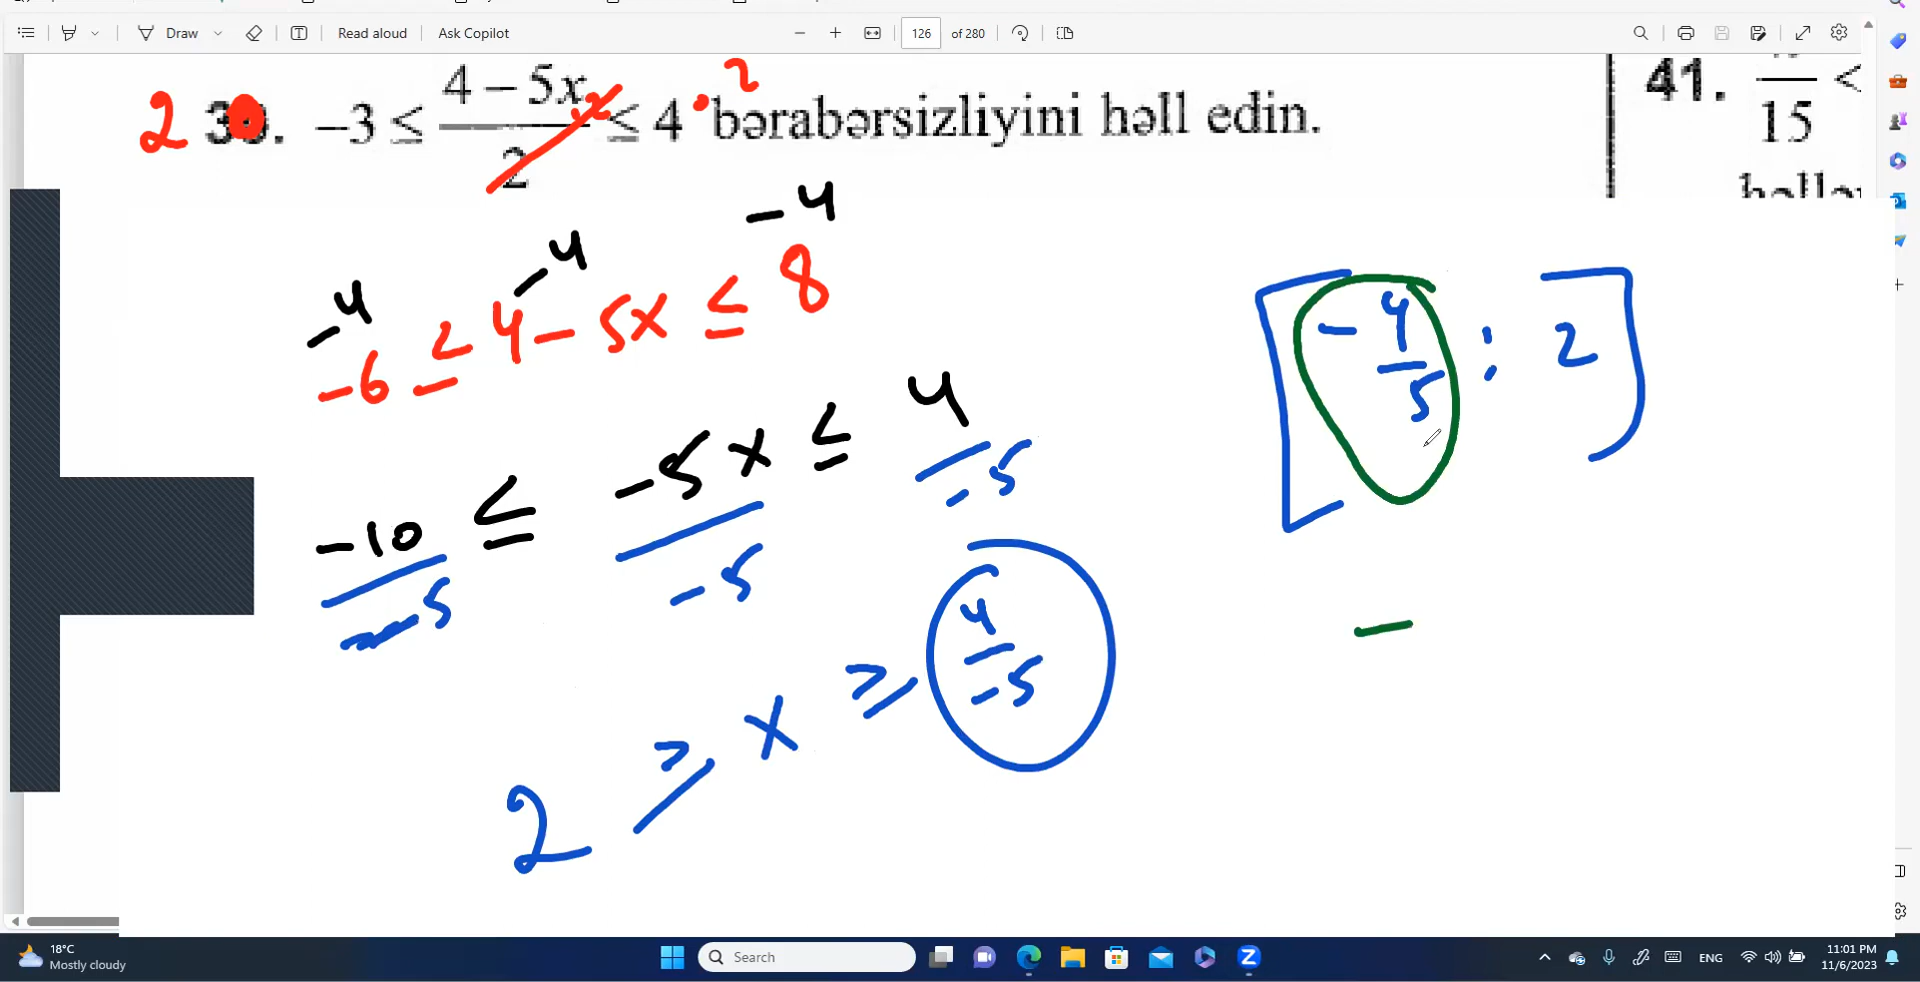 Draw
Read aloud
Ask Copilot
126 of 280
2 3 . −3 ≤ (4 − 5x)/2 ≤ 4 · 2 bərabərsizliyini həll edin.
41.
15
<
−4 −4 −4
−6 ≤ 4 − 5x ≤ 8
−10 ≤ −5x ≤ 4
−5 −5 −5
2 ≥ x ≥ 4/−5
[−4/5 ; 2]
−
18°C
Mostly cloudy
Search
ENG
11:01 PM
11/6/2023